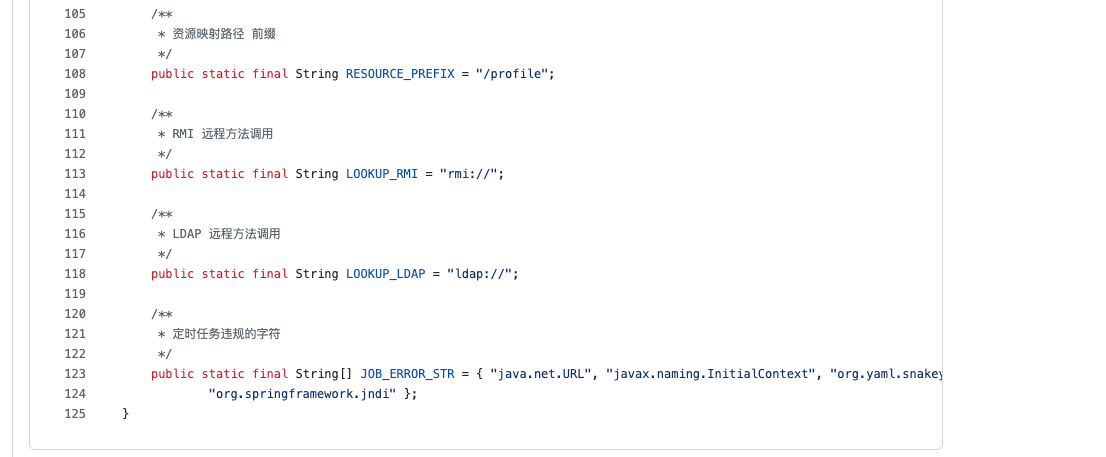 105 /**
106 * 资源映射路径 前缀
107 */
108 public static final String RESOURCE_PREFIX = "/profile";
109
110 /**
111 * RMI 远程方法调用
112 */
113 public static final String LOOKUP_RMI = "rmi://";
114
115 /**
116 * LDAP 远程方法调用
117 */
118 public static final String LOOKUP_LDAP = "ldap://";
119
120 /**
121 * 定时任务违规的字符
122 */
123 public static final String[] JOB_ERROR_STR = { "java.net.URL", "javax.naming.InitialContext", "org.yaml.snakey
124 "org.springframework.jndi" };
125 }